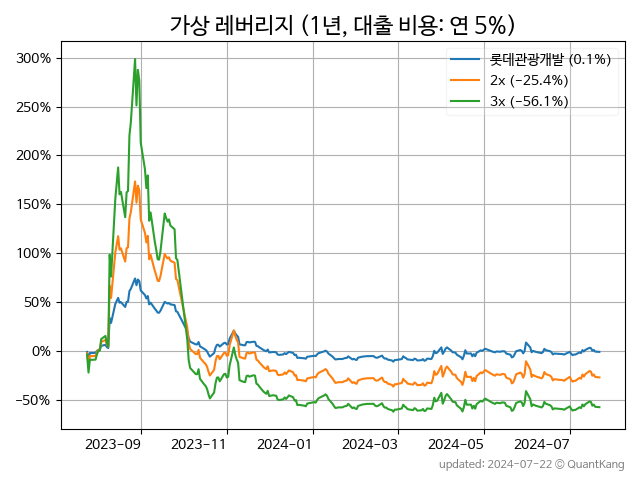 가상 레버리지 (1년, 대출 비용: 연 5%)
롯데관광개발 (0.1%)
2x (−25.4%)
3x (−56.1%)
300%
250%
200%
150%
100%
50%
0%
−50%
2023-09
2023-11
2024-01
2024-03
2024-05
2024-07
updated: 2024-07-22 © QuantKang